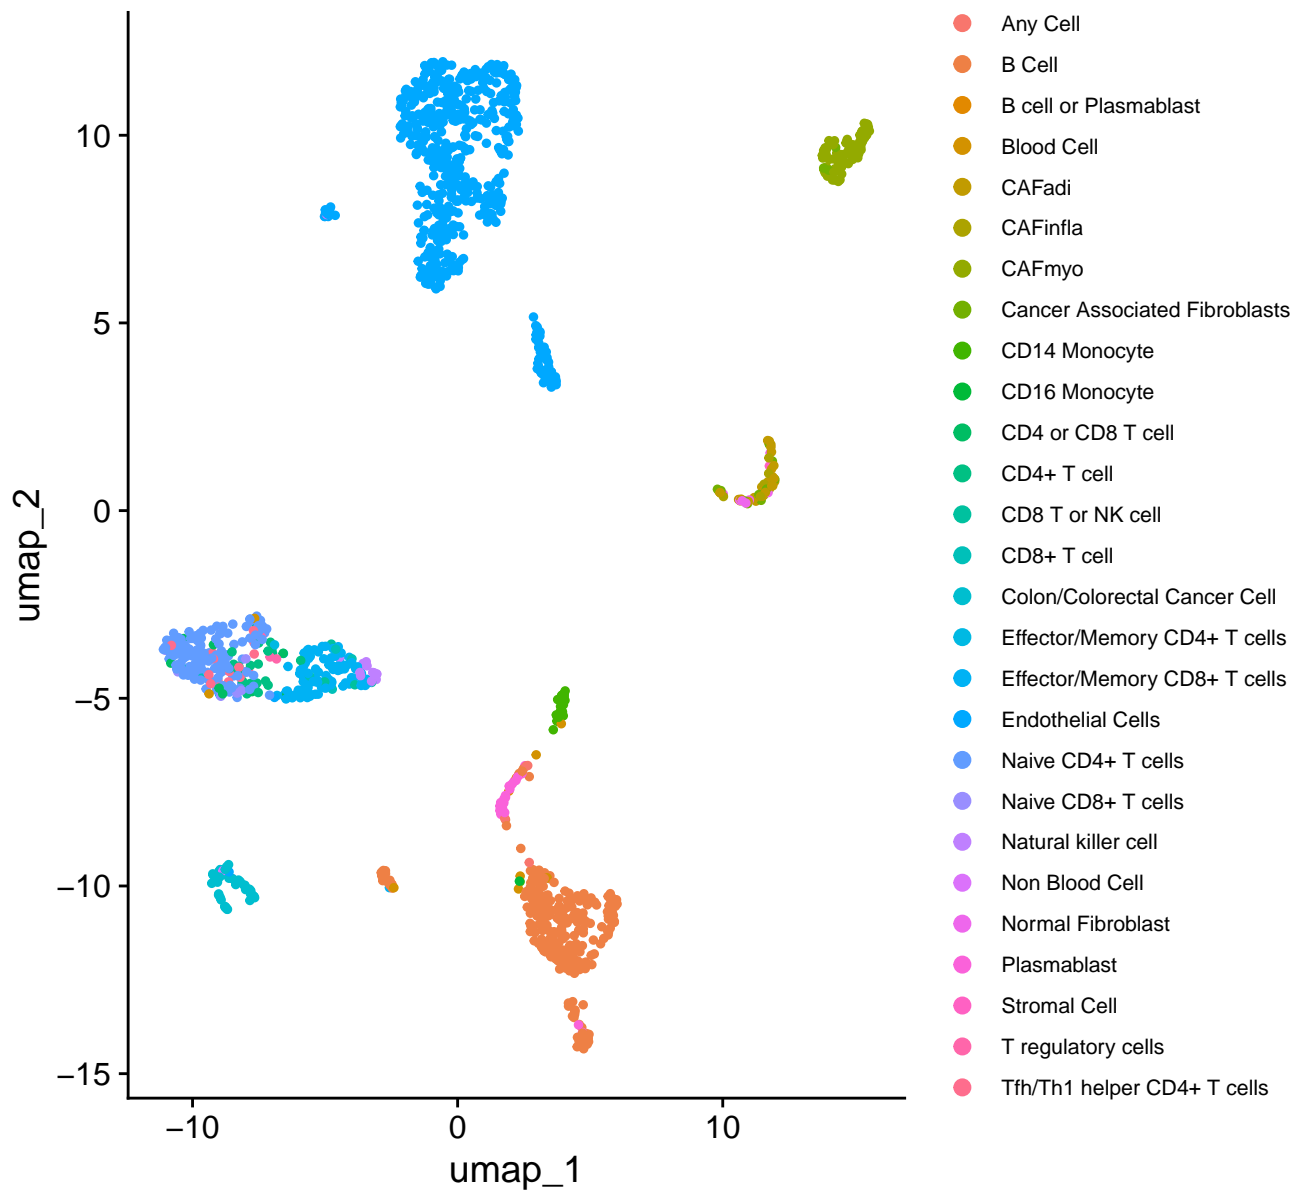 Any Cell
B Cell
B cell or Plasmablast
Blood Cell
CAFadi
CAFinfla
CAFmyo
Cancer Associated Fibroblasts
CD14 Monocyte
CD16 Monocyte
CD4 or CD8 T cell
CD4+ T cell
CD8 T or NK cell
CD8+ T cell
Colon/Colorectal Cancer Cell
Effector/Memory CD4+ T cells
Effector/Memory CD8+ T cells
Endothelial Cells
Naive CD4+ T cells
Naive CD8+ T cells
Natural killer cell
Non Blood Cell
Normal Fibroblast
Plasmablast
Stromal Cell
T regulatory cells
Tfh/Th1 helper CD4+ T cells
10
5
0
−5
−10
−15
umap_2
−10 0 10
umap_1